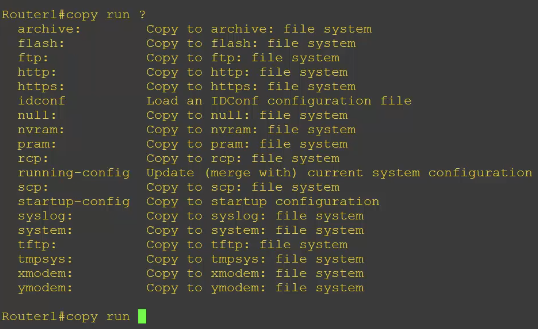 Router1#copy run ?
archive: Copy to archive: file system
flash: Copy to flash: file system
ftp: Copy to ftp: file system
http: Copy to http: file system
https: Copy to https: file system
idconf Load an IDConf configuration file
null: Copy to null: file system
nvram: Copy to nvram: file system
pram: Copy to pram: file system
rcp: Copy to rcp: file system
running-config Update (merge with) current system configuration
scp: Copy to scp: file system
startup-config Copy to startup configuration
syslog: Copy to syslog: file system
system: Copy to system: file system
tftp: Copy to tftp: file system
tmpsys: Copy to tmpsys: file system
xmodem: Copy to xmodem: file system
ymodem: Copy to ymodem: file system
Router1#copy run